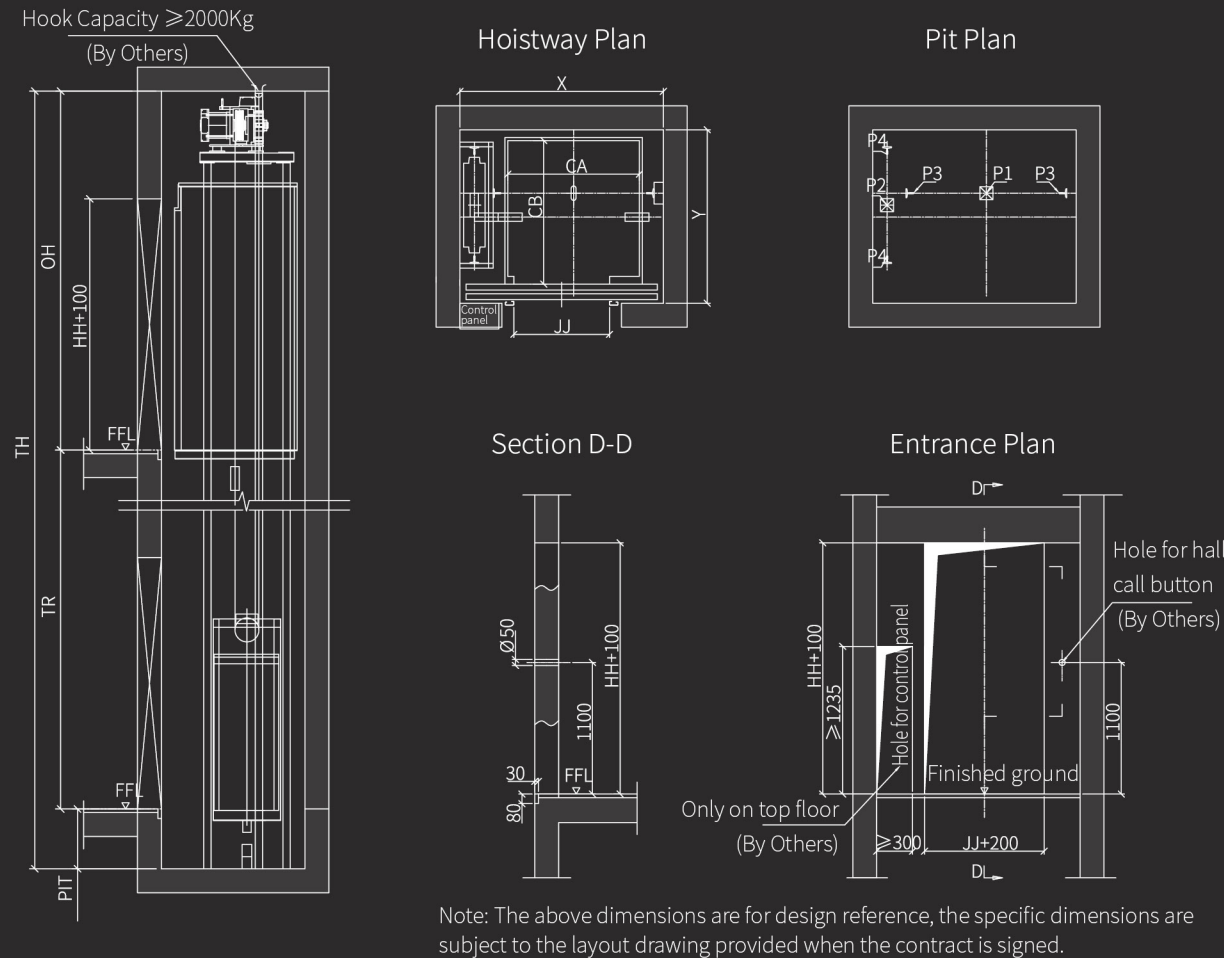 Hook Capacity ≥2000Kg
(By Others)
OH
HH+100
FFL
TH
TR
FFL
PIT
Hoistway Plan
X
CA
CB
Y
Control
panel
JJ
Pit Plan
P4
P3
P1
P3
P2
P4
Section D-D
Ø50
HH+100
1100
30
FFL
80
Entrance Plan
D
Hole for hall
call button
(By Others)
HH+100
≥1235
Hole for control panel
1100
Finished ground
Only on top floor
(By Others)
≥300
JJ+200
D
Note: The above dimensions are for design reference, the specific dimensions are
subject to the layout drawing provided when the contract is signed.